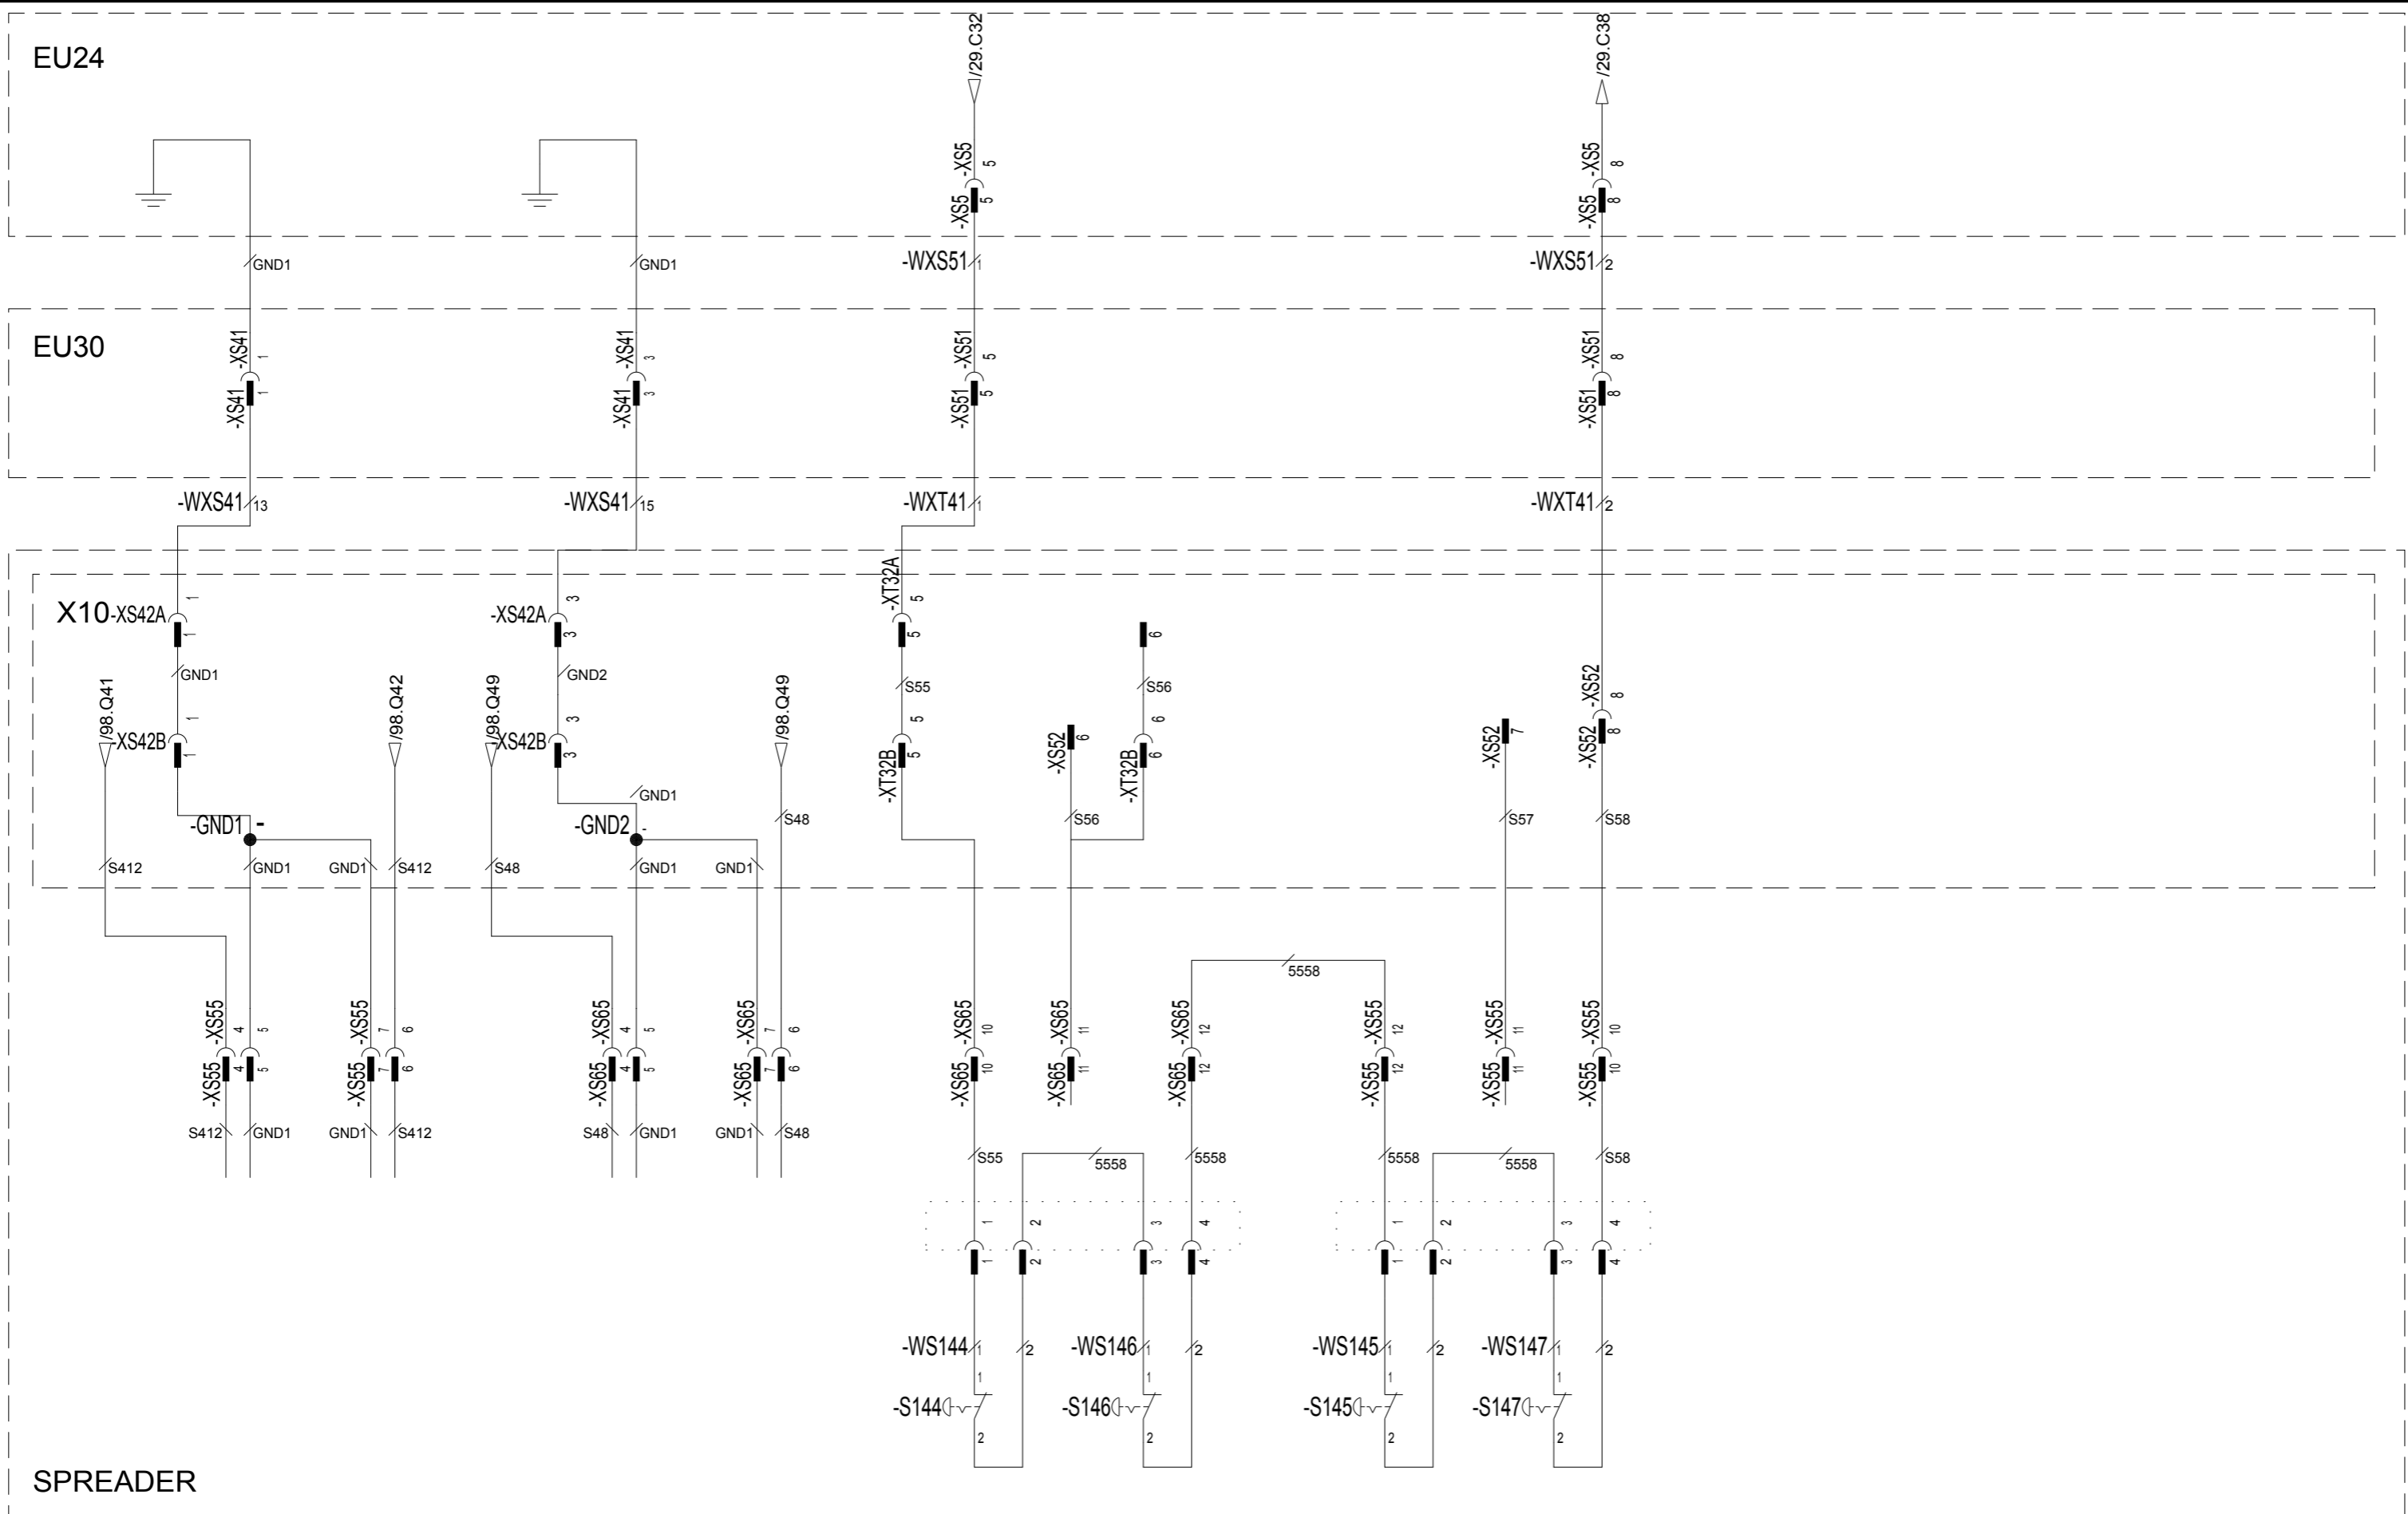 /29.C32 /29.C38
EU24
-XS5 5 -XS5 8
-XS5 5 -XS5 8
GND1 GND1 -WXS51 1 -WXS51 2
EU30
-XS41 1 -XS41 3 -XS51 5 -XS51 8
-XS41 1 -XS41 3 -XS51 5 -XS51 8
-WXS41 13 -WXS41 15 -WXT41 1 -WXT41 2
X10 -XS42A 1 -XS42A 3 -XT32A 5
1 3 5 6
GND1 GND2 S55 S56 -XS52 8
/98.Q41 /98.Q42 /98.Q49 /98.Q49
-XS42B 1 -XS42B 3 5 6
1 3 -XT32B 5 -XS52 6 -XT32B 6 -XS52 7 -XS52 8
GND1 S48 S56 S57 S58
-GND1 - -GND2 -
S412 GND1 GND1 S412 S48 GND1 GND1
5558
-XS55 4 5 -XS55 7 6 -XS65 4 5 -XS65 7 6 -XS65 10 -XS65 11 -XS65 12 -XS55 12 -XS55 11 -XS55 10
-XS55 4 5 -XS55 7 6 -XS65 4 5 -XS65 7 6 -XS65 10 -XS65 11 -XS65 12 -XS55 12 -XS55 11 -XS55 10
S412 GND1 GND1 S412 S48 GND1 GND1 S48
S55 5558 5558 5558 5558 S58
1 2 3 4 1 2 3 4
1 2 3 4 1 2 3 4
-WS144 1 2 -WS146 1 2 -WS145 1 2 -WS147 1 2
1 1 1 1
-S144 -S146 -S145 -S147
2 2 2 2
SPREADER